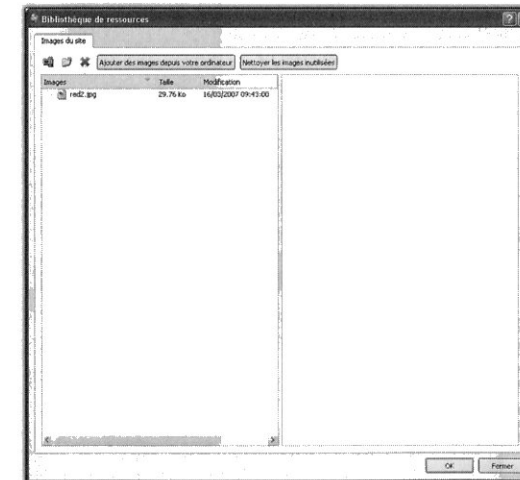 Bibliothèque de ressources
Images du site
Ajouter des images depuis votre ordinateur Nettoyer les images inutilisées
Images Taille Modification
red2.jpg 29.76 Ko 16/03/2007 09:43:00
OK Fermer